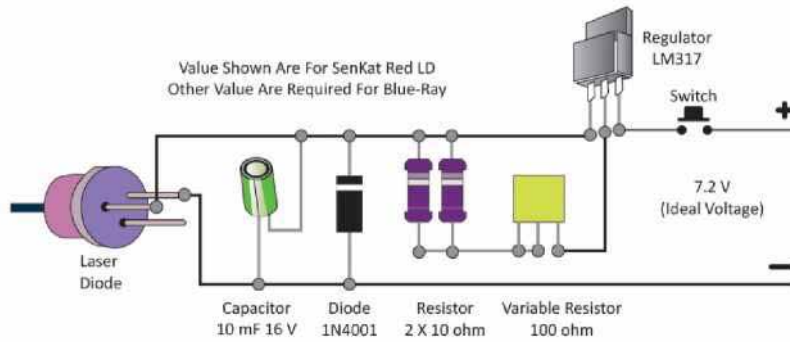 Value Shown Are For SenKat Red LD
Other Value Are Required For Blue-Ray
Regulator
LM317
Switch
+
7.2 V
(Ideal Voltage)
−
Laser
Diode
Capacitor
10 mF 16 V
Diode
1N4001
Resistor
2 X 10 ohm
Variable Resistor
100 ohm